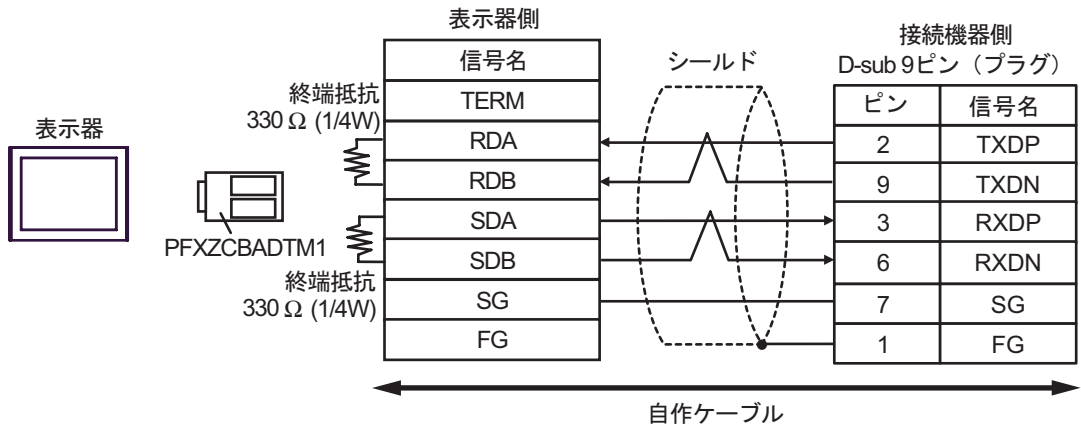 表示器
PFXZCBADTM1
終端抵抗
330 Ω (1/4W)
終端抵抗
330 Ω (1/4W)
表示器側
信号名
TERM
RDA
RDB
SDA
SDB
SG
FG
シールド
接続機器側
D-sub 9ピン（プラグ）
ピン 信号名
2 TXDP
9 TXDN
3 RXDP
6 RXDN
7 SG
1 FG
自作ケーブル